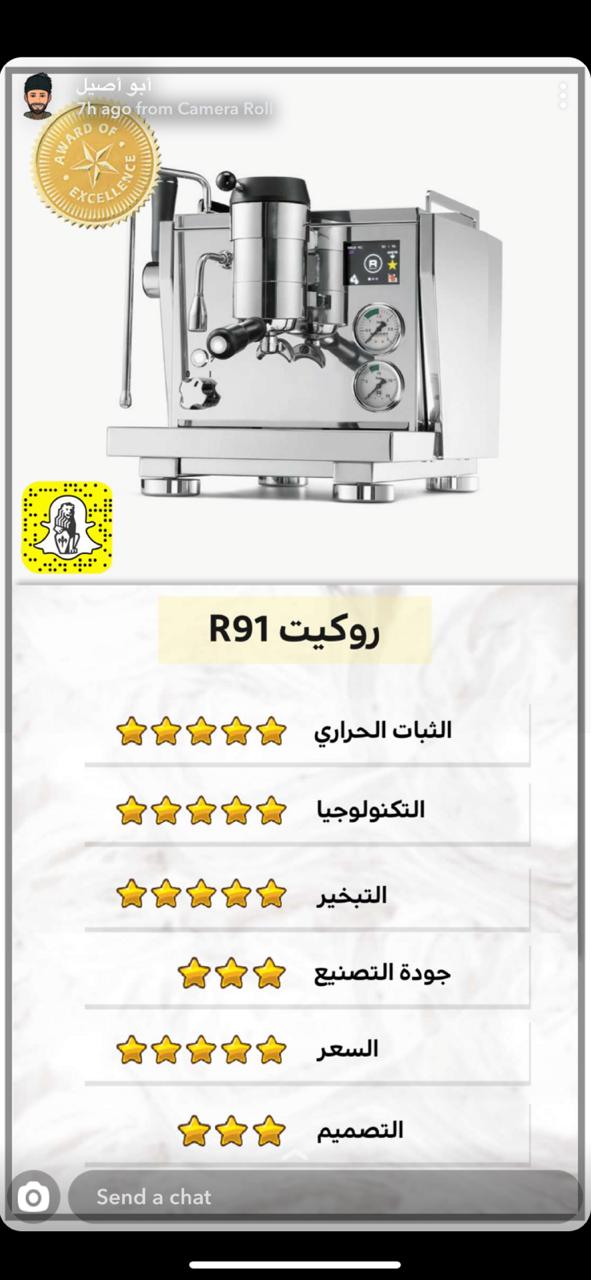 أبو أصيل
7h ago from Camera Roll
AWARD OF
EXCELLENCE
روكيت R91
الثبات الحراري
التكنولوجيا
التبخير
جودة التصنيع
السعر
التصميم
Send a chat